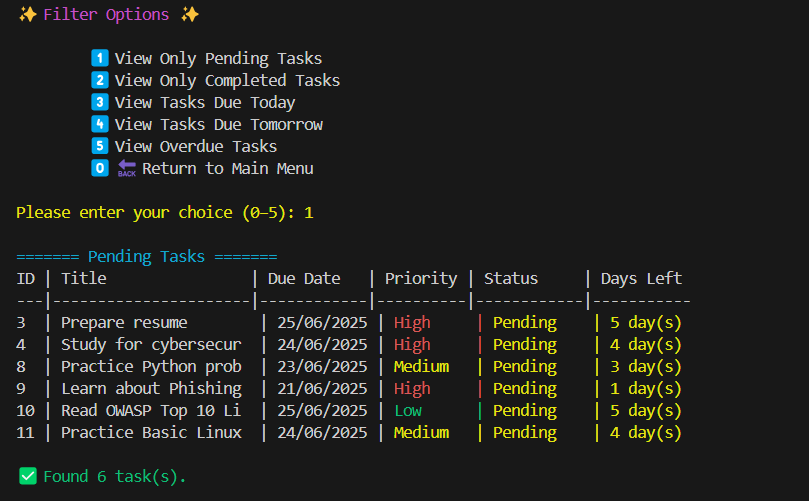 ✨ Filter Options ✨
1️⃣ View Only Pending Tasks
2️⃣ View Only Completed Tasks
3️⃣ View Tasks Due Today
4️⃣ View Tasks Due Tomorrow
5️⃣ View Overdue Tasks
0️⃣ 🔙 Return to Main Menu
Please enter your choice (0–5): 1
======= Pending Tasks =======
ID | Title                | Due Date   | Priority | Status     | Days Left
---|----------------------|------------|----------|------------|-----------
3  | Prepare resume        | 25/06/2025 | High     | Pending    | 5 day(s)
4  | Study for cybersecur  | 24/06/2025 | High     | Pending    | 4 day(s)
8  | Practice Python prob  | 23/06/2025 | Medium   | Pending    | 3 day(s)
9  | Learn about Phishing  | 21/06/2025 | High     | Pending    | 1 day(s)
10 | Read OWASP Top 10 Li  | 25/06/2025 | Low      | Pending    | 5 day(s)
11 | Practice Basic Linux  | 24/06/2025 | Medium   | Pending    | 4 day(s)
✅ Found 6 task(s).